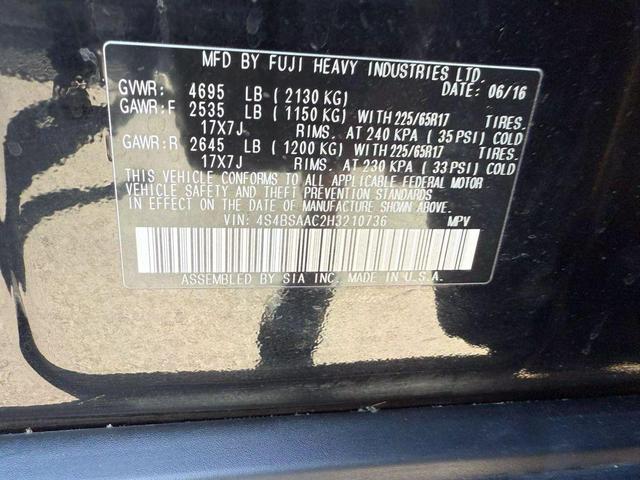 MFD BY FUJI HEAVY INDUSTRIES LTD.
GVWR: 4695 LB ( 2130 KG) DATE: 06/16
GAWR:F 2535 LB ( 1150 KG) WITH 225/65R17 TIRES.
17X7J RIMS. AT 240 KPA ( 35 PSI) COLD
GAWR:R 2645 LB ( 1200 KG) WITH 225/65R17 TIRES.
17X7J RIMS. AT 230 KPA ( 33 PSI) COLD
THIS VEHICLE CONFORMS TO ALL APPLICABLE FEDERAL MOTOR
VEHICLE SAFETY AND THEFT PREVENTION STANDARDS
IN EFFECT ON THE DATE OF MANUFACTURE SHOWN ABOVE.
VIN: 4S4BSAAC2H3210736 MPV
ASSEMBLED BY SIA INC. MADE IN U.S.A.